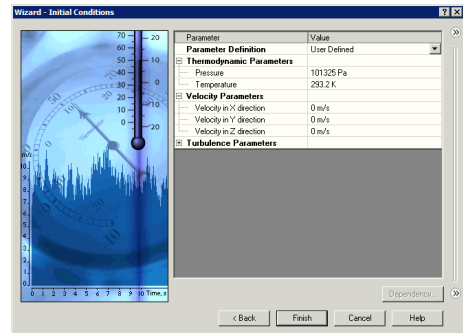 Wizard - Initial Conditions
Parameter Value
Parameter Definition User Defined
Thermodynamic Parameters
Pressure 101325 Pa
Temperature 293.2 K
Velocity Parameters
Velocity in X direction 0 m/s
Velocity in Y direction 0 m/s
Velocity in Z direction 0 m/s
Turbulence Parameters
70 20
60
50 10
40
30 0
20
10
0 -20
m/s
0 1 2 3 4 5 6 7 8 9 10 Time, s
Dependency...
< Back Finish Cancel Help